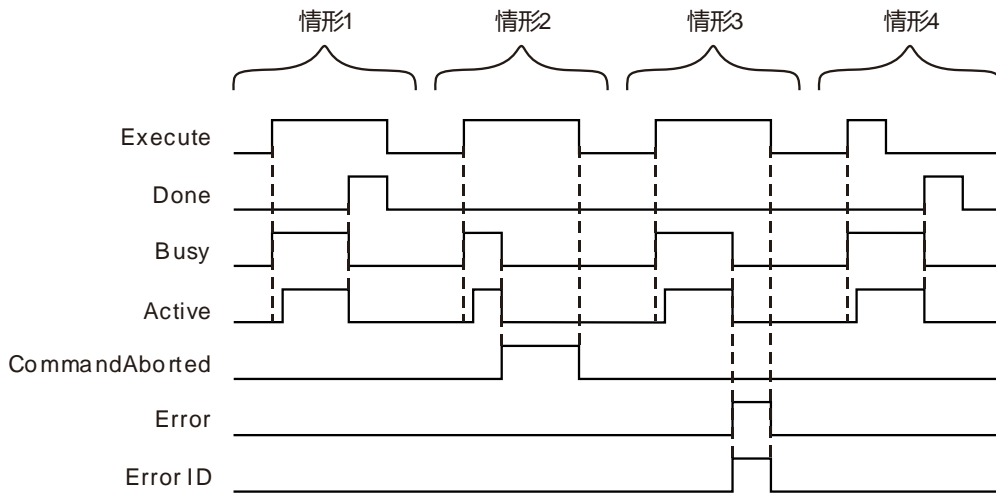 情形1 情形2 情形3 情形4
Execute
Done
Busy
Active
CommandAborted
Error
Error ID